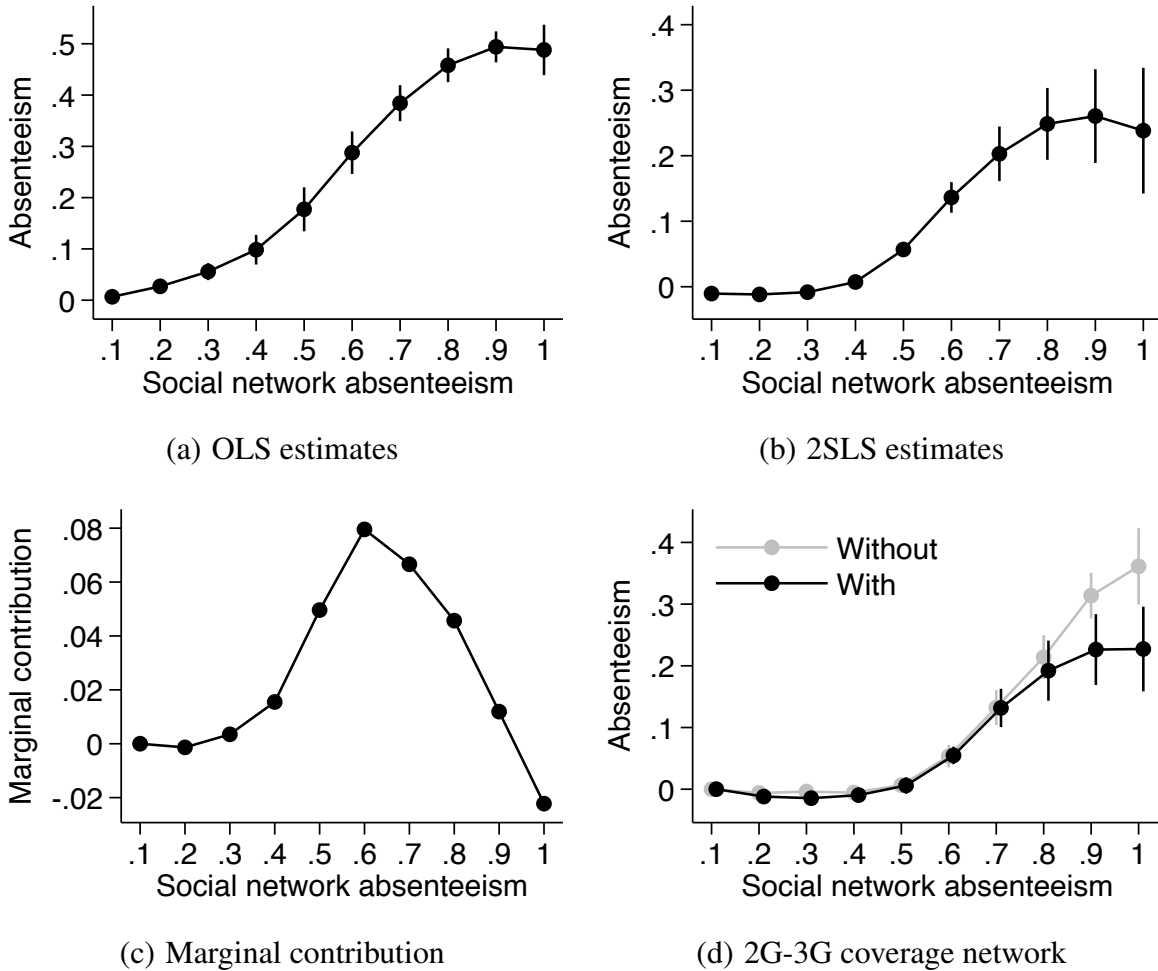 .5
.4
.3
.2
.1
0
Absenteeism
.1 .2 .3 .4 .5 .6 .7 .8 .9 1
Social network absenteeism
(a) OLS estimates
.4
.3
.2
.1
0
Absenteeism
.1 .2 .3 .4 .5 .6 .7 .8 .9 1
Social network absenteeism
(b) 2SLS estimates
.08
.06
.04
.02
0
-.02
Marginal contribution
.1 .2 .3 .4 .5 .6 .7 .8 .9 1
Social network absenteeism
(c) Marginal contribution
.4
.3
.2
.1
0
Absenteeism
Without
With
.1 .2 .3 .4 .5 .6 .7 .8 .9 1
Social network absenteeism
(d) 2G-3G coverage network